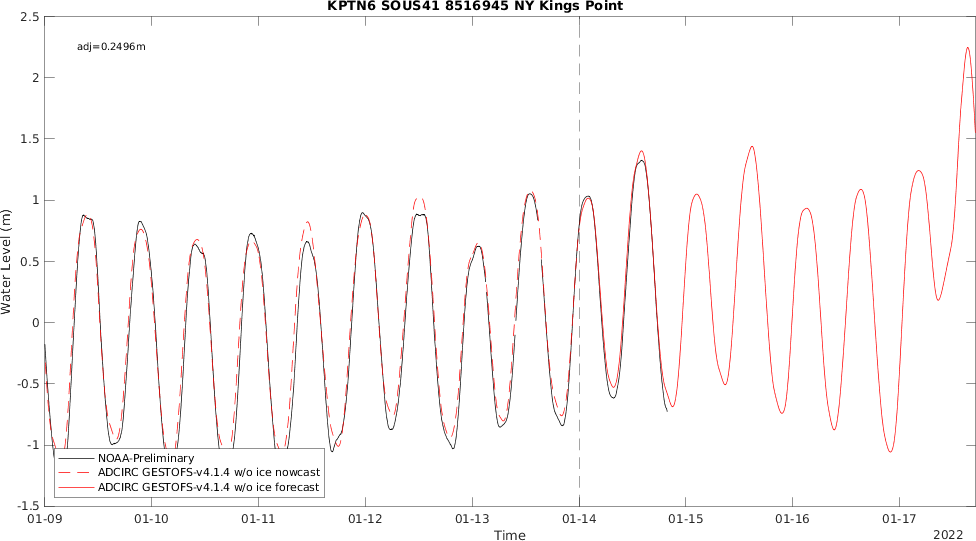 KPTN6 SOUS41 8516945 NY Kings Point
adj=0.2496m
2.5
2
1.5
1
0.5
0
-0.5
-1
-1.5
Water Level (m)
NOAA-Preliminary
ADCIRC GESTOFS-v4.1.4 w/o ice nowcast
ADCIRC GESTOFS-v4.1.4 w/o ice forecast
01-09 01-10 01-11 01-12 01-13 01-14 01-15 01-16 01-17
Time
2022